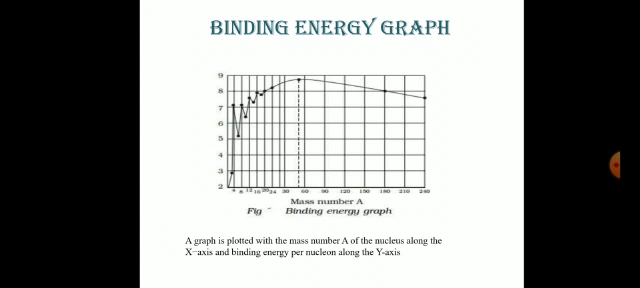 BINDING ENERGY GRAPH
9
8
7
6
5
4
3
2
4 8 12 16 20 24 30 60 90 120 150 180 210 240
Mass number A
Fig - Binding energy graph
A graph is plotted with the mass number A of the nucleus along the
X-axis and binding energy per nucleon along the Y-axis